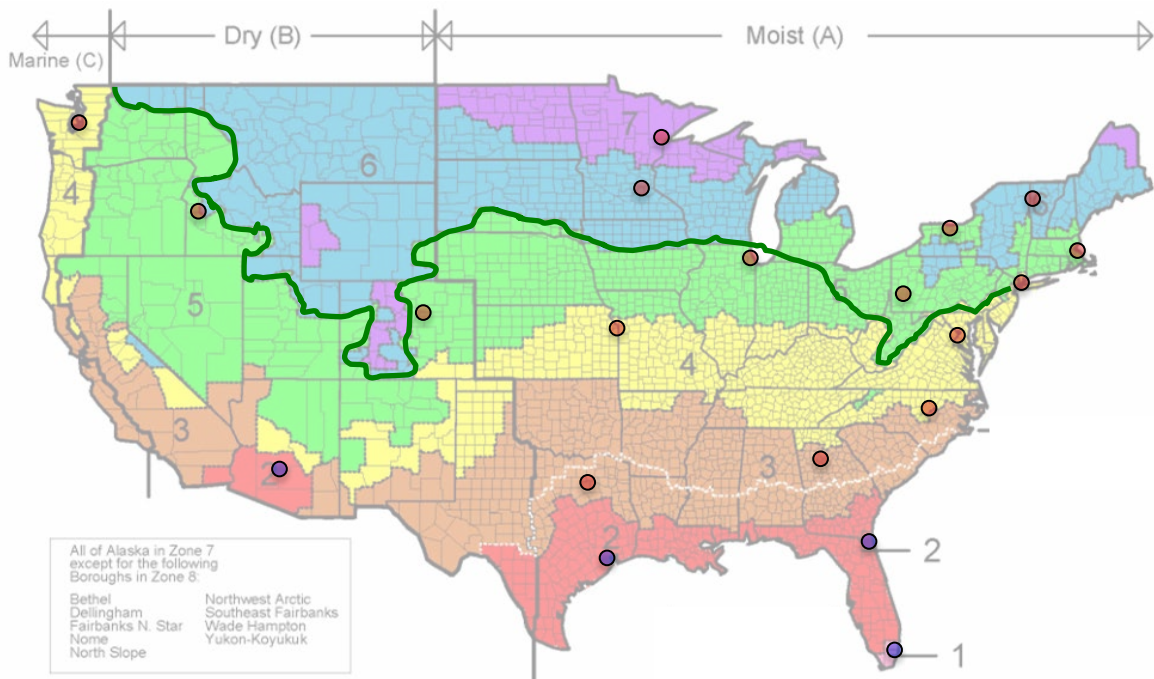 Marine (C)
Dry (B)
Moist (A)
7
6
4
6
5
5
4
3
3
2
2
2
1
All of Alaska in Zone 7
except for the following
Boroughs in Zone 8:
Bethel Northwest Arctic
Dellingham Southeast Fairbanks
Fairbanks N. Star Wade Hampton
Nome Yukon-Koyukuk
North Slope